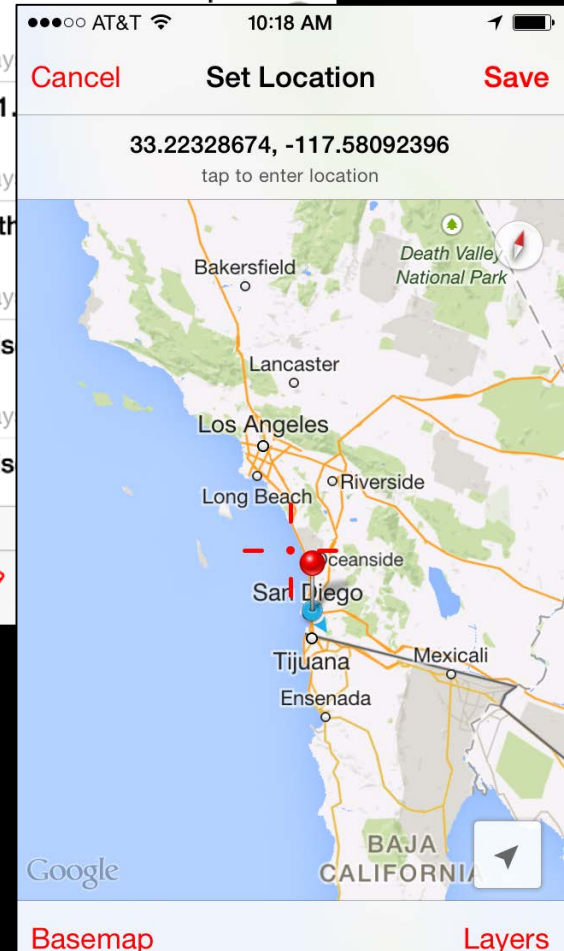 AT&T 10:18 AM
Cancel Set Location Save
33.22328674, -117.58092396
tap to enter location
Death Valley
National Park
Bakersfield
Lancaster
Los Angeles
Riverside
Long Beach
Oceanside
San Diego
Tijuana
Mexicali
Ensenada
BAJA
CALIFORNIA
Google
Basemap Layers